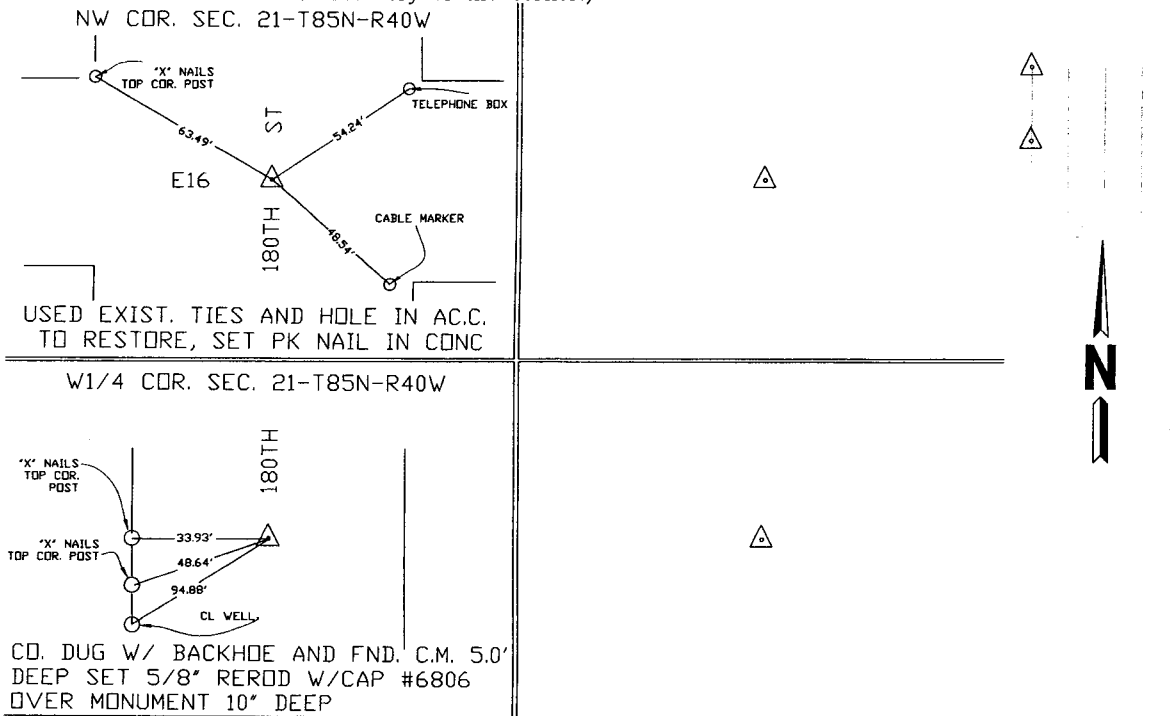 NW COR. SEC. 21-T85N-R40W
"X" NAILS
TOP COR. POST
TELEPHONE BOX
63.49'
ST
54.24'
E16
180TH
48.54'
CABLE MARKER
USED EXIST. TIES AND HOLE IN AC.C.
TO RESTORE, SET PK NAIL IN CONC
N
W1/4 COR. SEC. 21-T85N-R40W
180TH
"X" NAILS
TOP COR.
POST
33.93'
"X" NAILS
TOP COR. POST
48.64'
94.88'
CL WELL
CO. DUG W/ BACKHOE AND FND. C.M. 5.0'
DEEP SET 5/8" REROD W/CAP #6806
OVER MONUMENT 10" DEEP